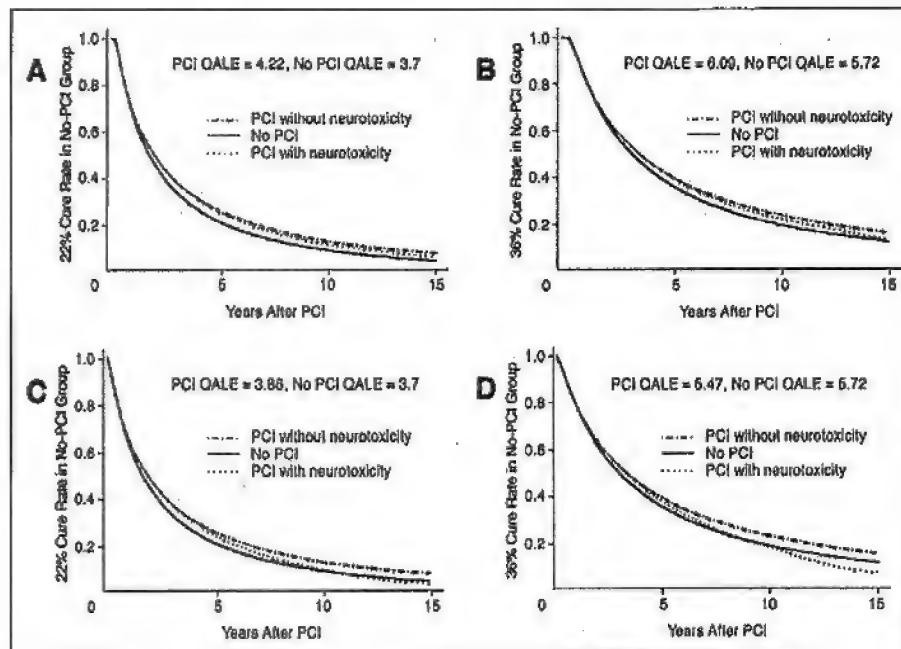 A
PCI QALE = 4.22, No PCI QALE = 3.7
PCI without neurotoxicity
No PCI
PCI with neurotoxicity
22% Cure Rate in No-PCI Group
1.0
0.8
0.6
0.4
0.2
0
5
10
15
Years After PCI
B
PCI QALE = 6.09, No PCI QALE = 5.72
PCI without neurotoxicity
No PCI
PCI with neurotoxicity
36% Cure Rate in No-PCI Group
1.0
0.8
0.6
0.4
0.2
0
5
10
15
Years After PCI
C
PCI QALE = 3.86, No PCI QALE = 3.7
PCI without neurotoxicity
No PCI
PCI with neurotoxicity
22% Cure Rate in No-PCI Group
1.0
0.8
0.6
0.4
0.2
0
5
10
15
Years After PCI
D
PCI QALE = 5.47, No PCI QALE = 5.72
PCI without neurotoxicity
No PCI
PCI with neurotoxicity
36% Cure Rate in No-PCI Group
1.0
0.8
0.6
0.4
0.2
0
5
10
15
Years After PCI